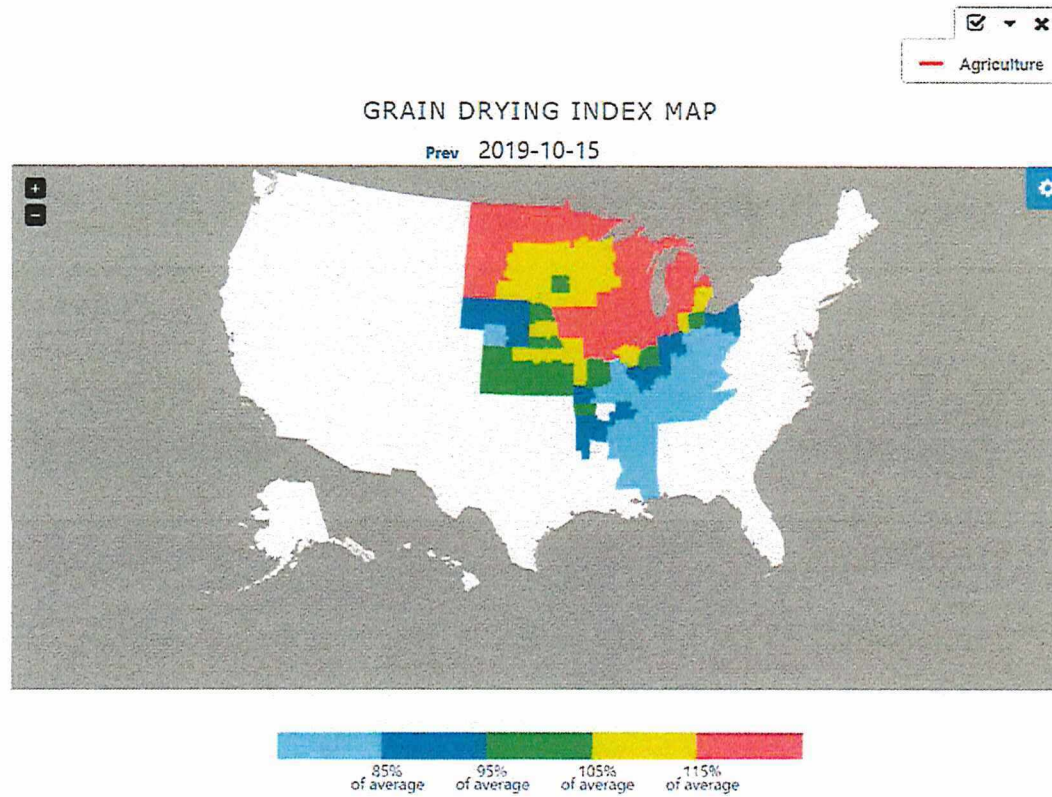 Agriculture
GRAIN DRYING INDEX MAP
Prev 2019-10-15
+
−
85% 95% 105% 115%
of average of average of average of average